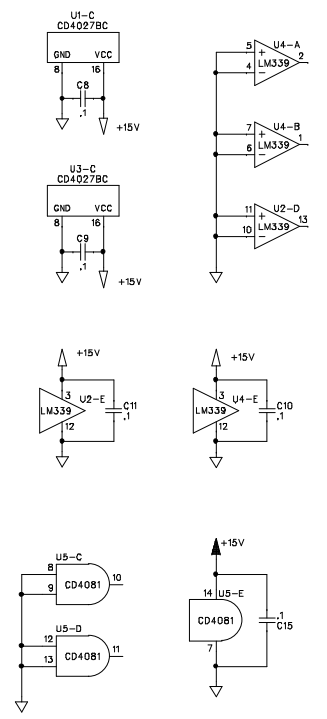 U1-C
CD4027BC
GND VCC
8 16
C8
.1
+15V
U3-C
CD4027BC
GND VCC
8 16
C9
.1
+15V
U4-A
5 + 2
LM339
4 −
U4-B
7 + 1
LM339
6 −
U2-D
11 + 13
LM339
10 −
+15V
3 U2-E
LM339 C11
.1
12
+15V
3 U4-E
LM339 C10
.1
12
U5-C
8 10
CD4081
9
U5-D
12 11
CD4081
13
+15V
14 U5-E
CD4081 .1
C15
7